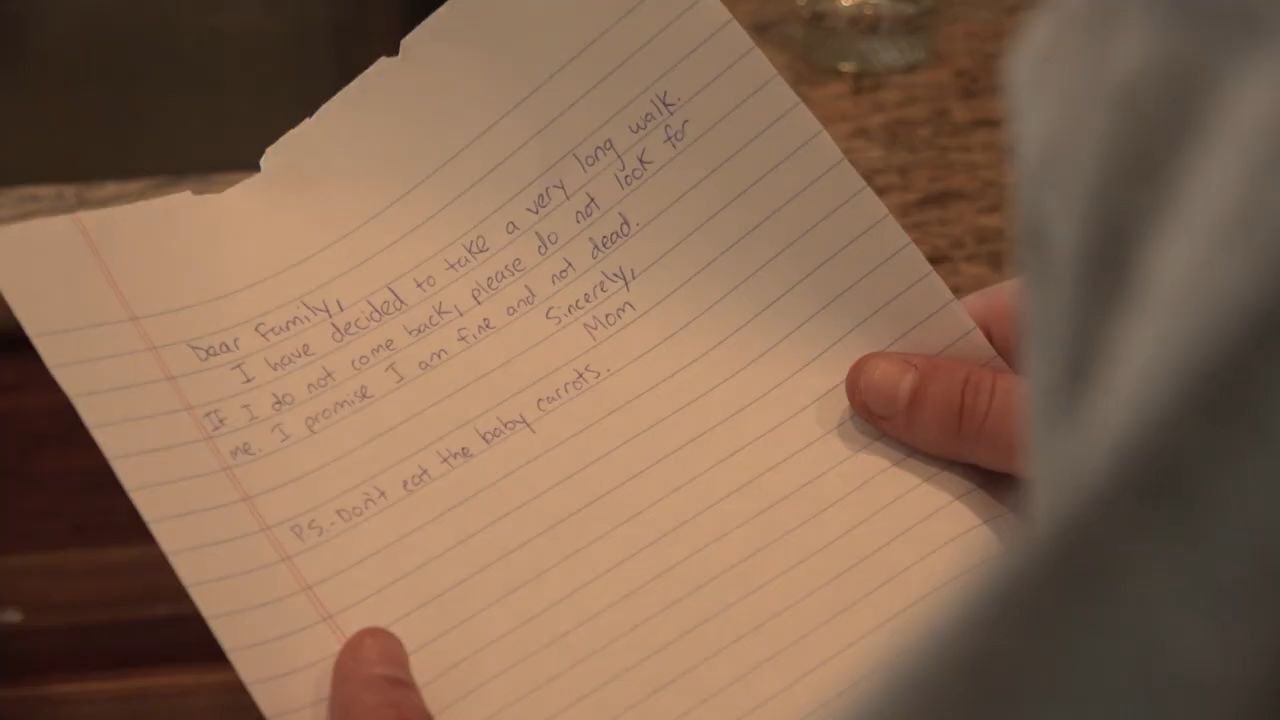 Dear Family,
I have decided to take a very long walk.
If I do not come back, please do not look for
me. I promise I am fine and not dead.
Sincerely,
Mom
P.S.-Don't eat the baby carrots.